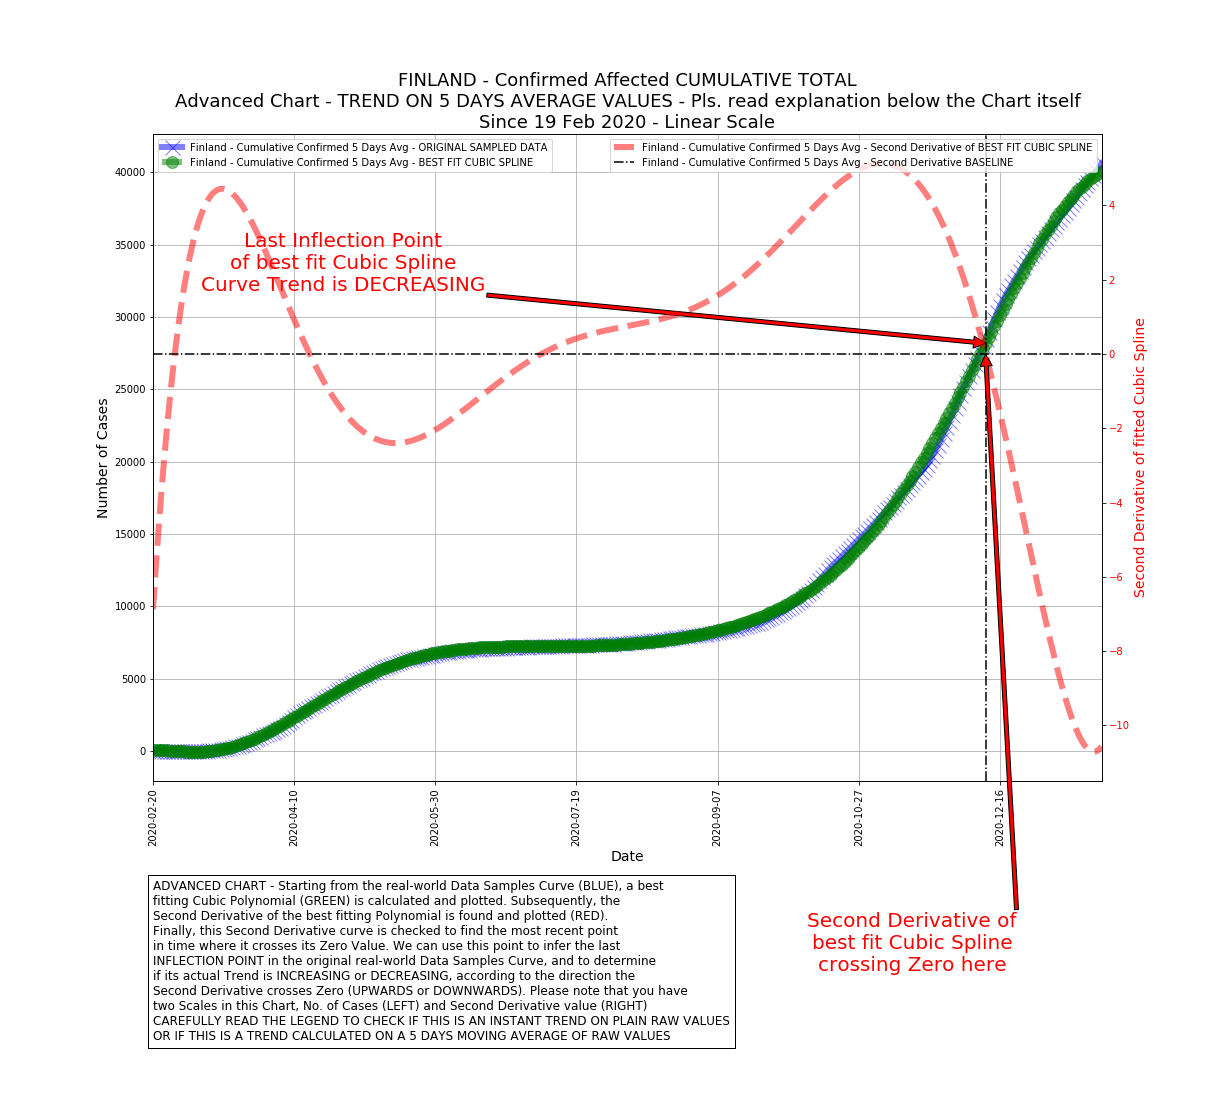 FINLAND - Confirmed Affected CUMULATIVE TOTAL
Advanced Chart - TREND ON 5 DAYS AVERAGE VALUES - Pls. read explanation below the Chart itself
Since 19 Feb 2020 - Linear Scale
Finland - Cumulative Confirmed 5 Days Avg - ORIGINAL SAMPLED DATA
Finland - Cumulative Confirmed 5 Days Avg - BEST FIT CUBIC SPLINE
Finland - Cumulative Confirmed 5 Days Avg - Second Derivative of BEST FIT CUBIC SPLINE
Finland - Cumulative Confirmed 5 Days Avg - Second Derivative BASELINE
40000
35000
30000
25000
20000
15000
10000
5000
0
Number of Cases
Last Inflection Point
of best fit Cubic Spline
Curve Trend is DECREASING
4
2
0
−2
−4
−6
−8
−10
Second Derivative of fitted Cubic Spline
2020-02-20
2020-04-10
2020-05-30
2020-07-19
2020-09-07
2020-10-27
2020-12-16
Date
ADVANCED CHART - Starting from the real-world Data Samples Curve (BLUE), a best
fitting Cubic Polynomial (GREEN) is calculated and plotted. Subsequently, the
Second Derivative of the best fitting Polynomial is found and plotted (RED).
Finally, this Second Derivative curve is checked to find the most recent point
in time where it crosses its Zero Value. We can use this point to infer the last
INFLECTION POINT in the original real-world Data Samples Curve, and to determine
if its actual Trend is INCREASING or DECREASING, according to the direction the
Second Derivative crosses Zero (UPWARDS or DOWNWARDS). Please note that you have
two Scales in this Chart, No. of Cases (LEFT) and Second Derivative value (RIGHT)
CAREFULLY READ THE LEGEND TO CHECK IF THIS IS AN INSTANT TREND ON PLAIN RAW VALUES
OR IF THIS IS A TREND CALCULATED ON A 5 DAYS MOVING AVERAGE OF RAW VALUES
Second Derivative of
best fit Cubic Spline
crossing Zero here